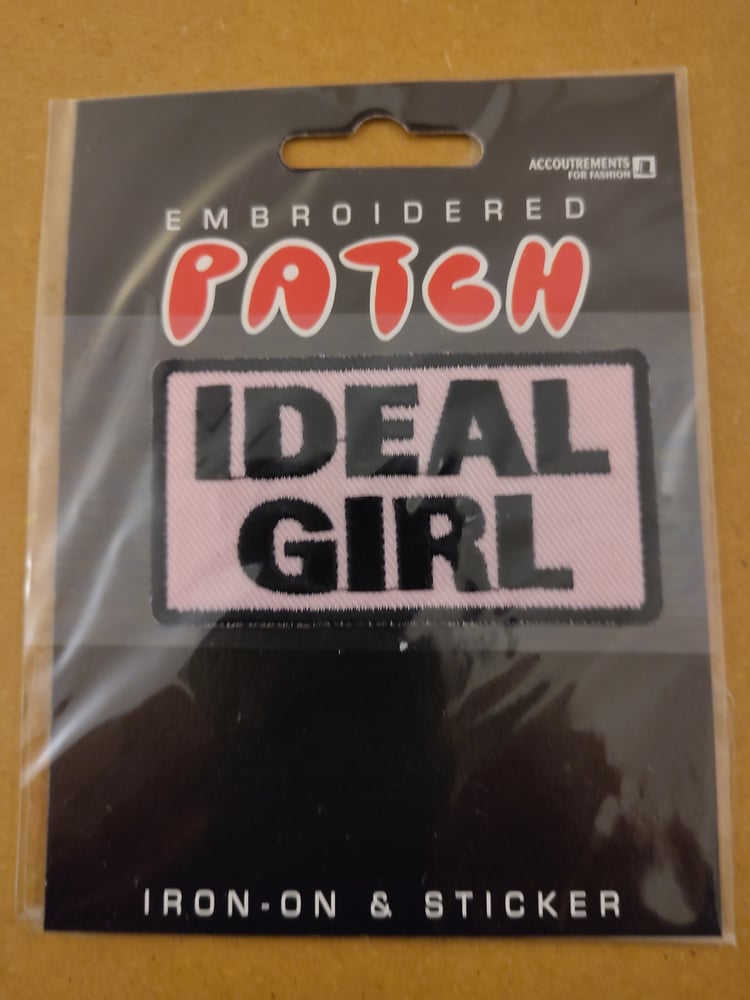 ACCOUTREMENTS
FOR FASHION
EMBROIDERED
PATCH
IDEAL
GIRL
IRON-ON & STICKER